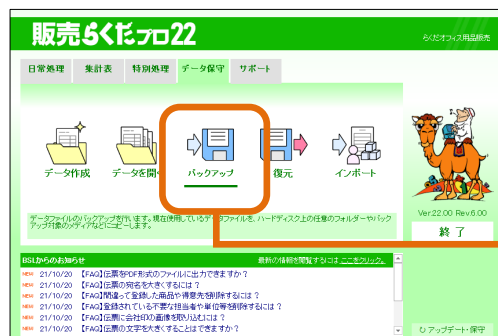 販売らくだプロ22
らくだオフィス用品販売
日常処理 集計表 特別処理 データ保守 サポート
データ作成 データを開く バックアップ 復元 インポート
データファイルのバックアップを行います。現在使用しているデータファイルを、ハードディスク上の任意のフォルダーやバック
アップ対象のメディアなどにコピーします。
Ver.22.00 Rev.6.00
終了
BSLからのお知らせ 最新の情報を閲覧するには ここをクリック。
NEW 21/10/20 【FAQ】伝票をPDF形式のファイルに出力できますか?
NEW 21/10/20 【FAQ】伝票の宛名を大きくするには?
NEW 21/10/20 【FAQ】間違って登録した商品や得意先を削除するには?
NEW 21/10/20 【FAQ】登録されている不要な担当者や単位等を削除するには?
NEW 21/10/20 【FAQ】伝票に会社印の画像を取り込むには?
NEW 21/10/20 【FAQ】伝票の文字を大きくすることはできますか?
アップデート・保守